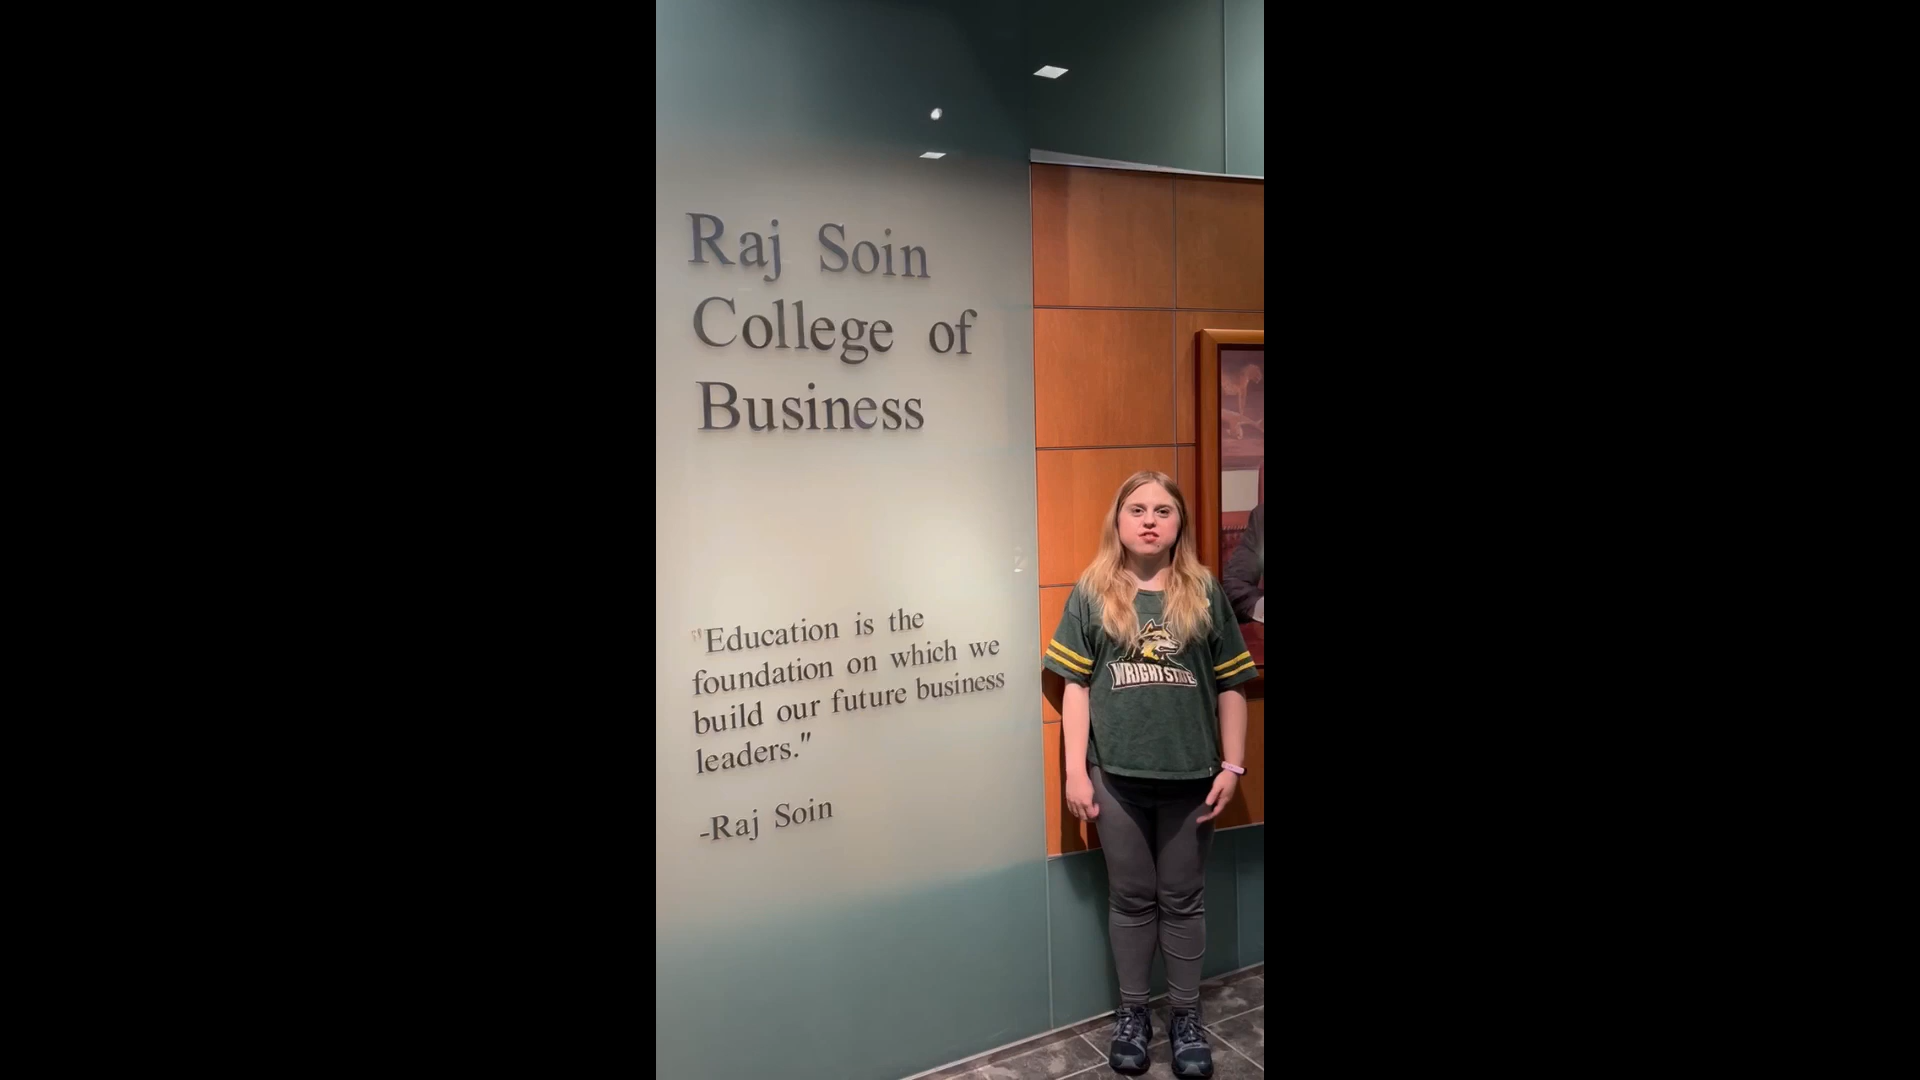 Raj Soin
College of
Business
"Education is the
foundation on which we
build our future business
leaders."
-Raj Soin
WRIGHT STATE